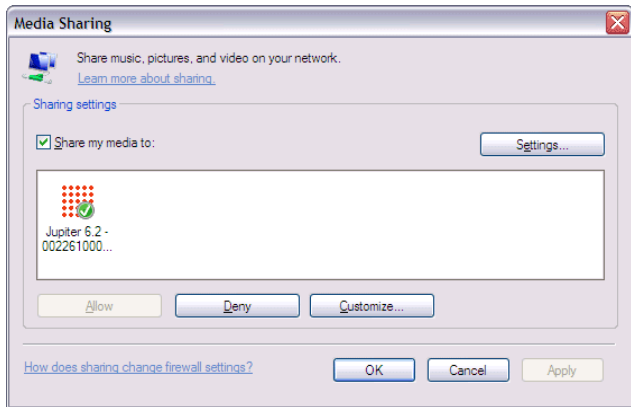 Media Sharing
Share music, pictures, and video on your network.
Learn more about sharing.
Sharing settings
Share my media to:
Settings...
Jupiter 6.2 -
002261000...
Allow
Deny
Customize...
How does sharing change firewall settings?
OK
Cancel
Apply